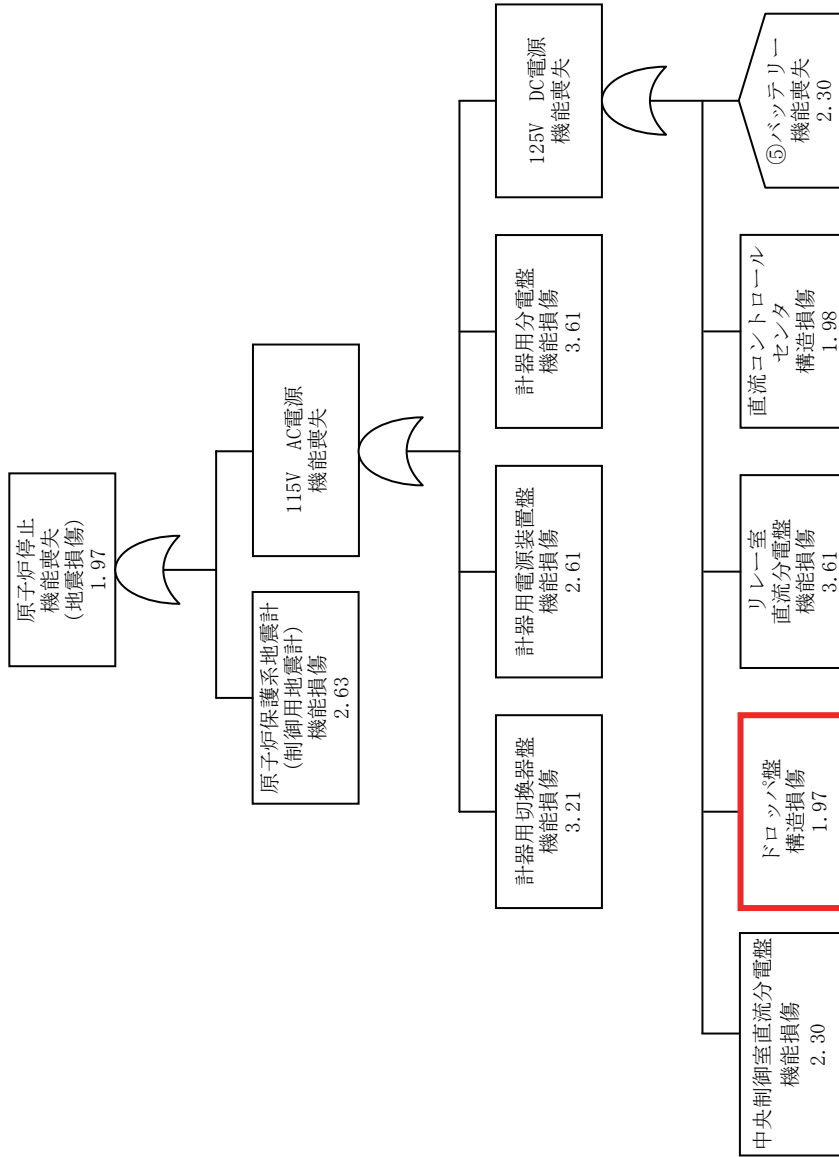 原子炉停止
機能喪失
(地震損傷)
1.97
原子炉保護系地震計
(制御用地震計)
機能損傷
2.63
115V AC電源
機能喪失
計器用切換器盤
機能損傷
3.21
計器用電源装置盤
機能損傷
2.61
計器用分電盤
機能損傷
3.61
125V DC電源
機能喪失
中央制御室直流分電盤
機能損傷
2.30
ドロッパ盤
構造損傷
1.97
リレー室
直流分電盤
機能損傷
3.61
直流コントロール
センタ
構造損傷
1.98
⑤バッテリー
機能喪失
2.30